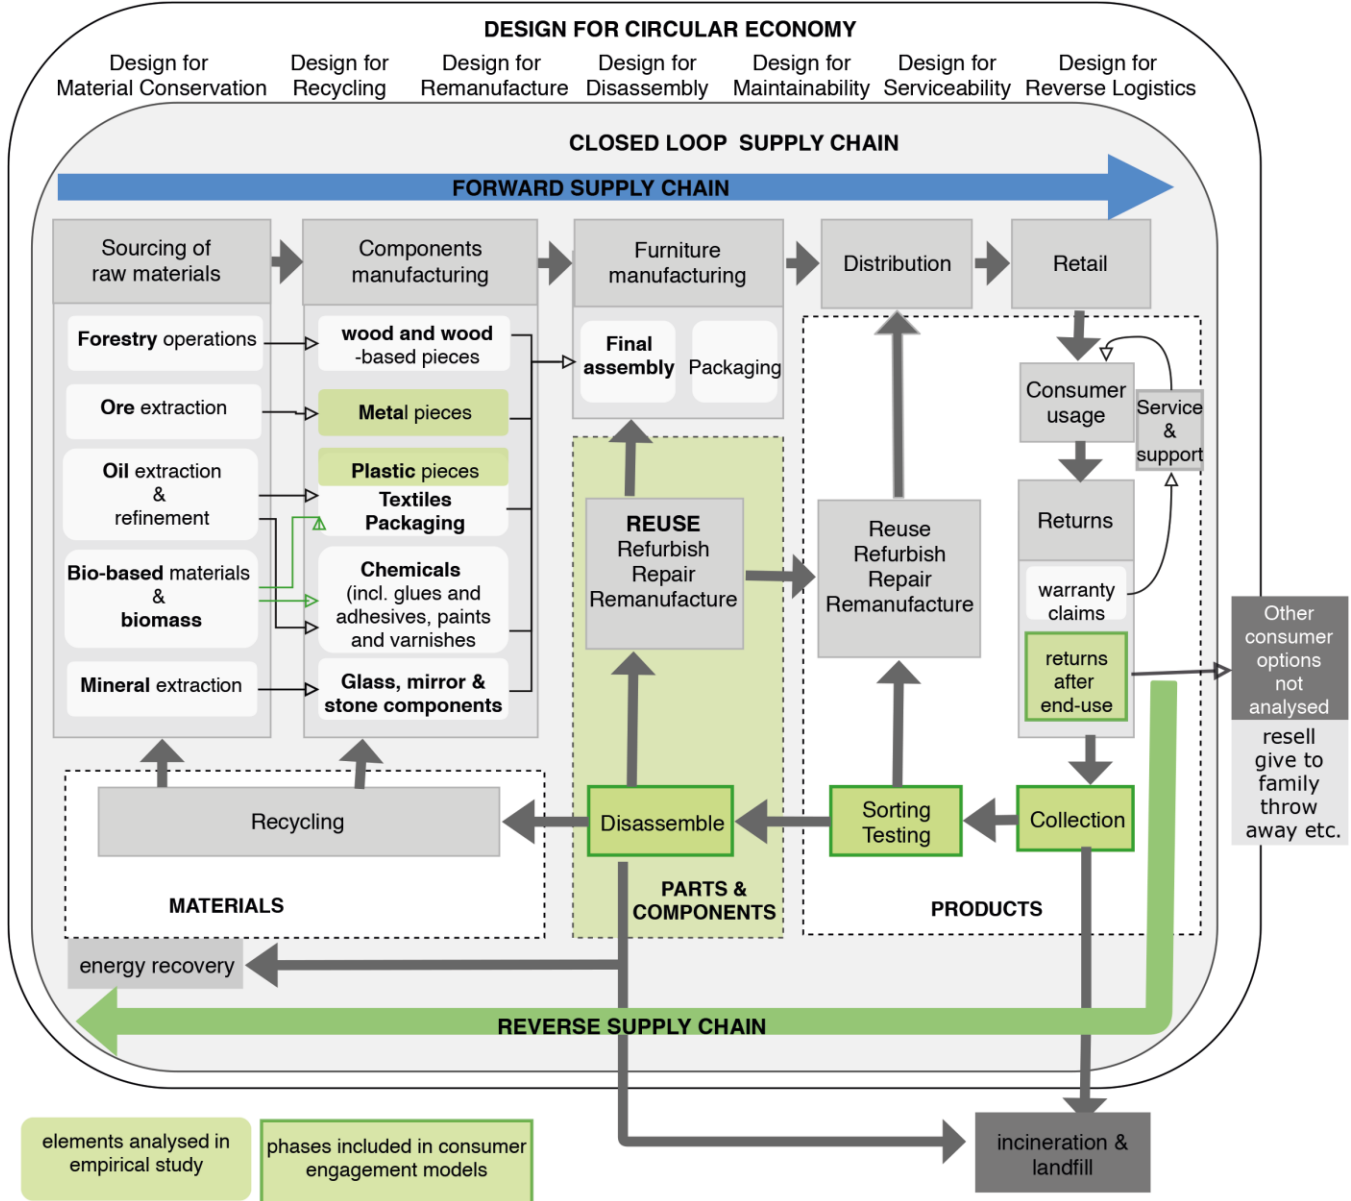 DESIGN FOR CIRCULAR ECONOMY
Design for
Material Conservation
Design for
Recycling
Design for
Remanufacture
Design for
Disassembly
Design for
Maintainability
Design for
Serviceability
Design for
Reverse Logistics
CLOSED LOOP SUPPLY CHAIN
FORWARD SUPPLY CHAIN
Sourcing of
raw materials
Components
manufacturing
Furniture
manufacturing
Distribution
Retail
Forestry operations
Ore extraction
Oil extraction
&
refinement
Bio-based materials
&
biomass
Mineral extraction
wood and wood
-based pieces
Metal pieces
Plastic pieces
Textiles
Packaging
Chemicals
(incl. glues and
adhesives, paints
and varnishes
Glass, mirror &
stone components
Final
assembly
Packaging
Consumer
usage
Service
&
support
Returns
warranty
claims
returns
after
end-use
REUSE
Refurbish
Repair
Remanufacture
Reuse
Refurbish
Repair
Remanufacture
Other
consumer
options
not
analysed
resell
give to
family
throw
away etc.
Recycling
Disassemble
Sorting
Testing
Collection
MATERIALS
PARTS &
COMPONENTS
PRODUCTS
energy recovery
REVERSE SUPPLY CHAIN
elements analysed in
empirical study
phases included in consumer
engagement models
incineration &
landfill